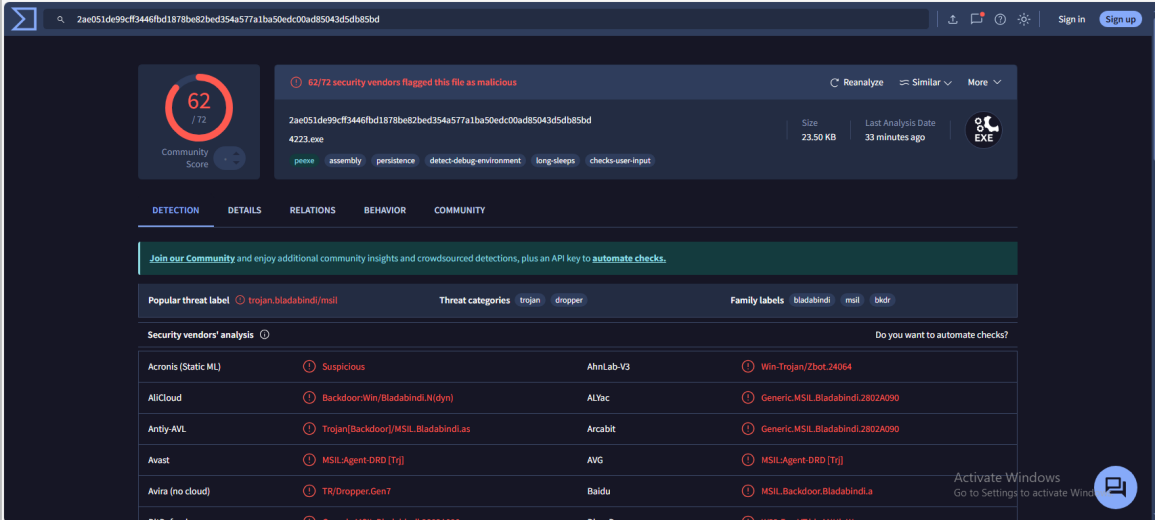 2ae051de99cff3446fbd1878be82bed354a577a1ba50edc00ad85043d5db85bd
Sign in Sign up
62 / 72
Community Score
62/72 security vendors flagged this file as malicious
Reanalyze Similar More
2ae051de99cff3446fbd1878be82bed354a577a1ba50edc00ad85043d5db85bd
4223.exe
Size
23.50 KB
Last Analysis Date
33 minutes ago
EXE
peexe assembly persistence detect-debug-environment long-sleeps checks-user-input
DETECTION DETAILS RELATIONS BEHAVIOR COMMUNITY
Join our Community and enjoy additional community insights and crowdsourced detections, plus an API key to automate checks.
Popular threat label trojan.bladabindi/msil Threat categories trojan dropper Family labels bladabindi msil bkdr
Security vendors' analysis Do you want to automate checks?
Acronis (Static ML) Suspicious AhnLab-V3 Win-Trojan/Zbot.24064
AliCloud Backdoor:Win/Bladabindi.N(dyn) ALYac Generic.MSIL.Bladabindi.2802A090
Antiy-AVL Trojan[Backdoor]/MSIL.Bladabindi.as Arcabit Generic.MSIL.Bladabindi.2802A090
Avast MSIL:Agent-DRD [Trj] AVG MSIL:Agent-DRD [Trj]
Avira (no cloud) TR/Dropper.Gen7 Baidu MSIL.Backdoor.Bladabindi.a
Activate Windows
Go to Settings to activate